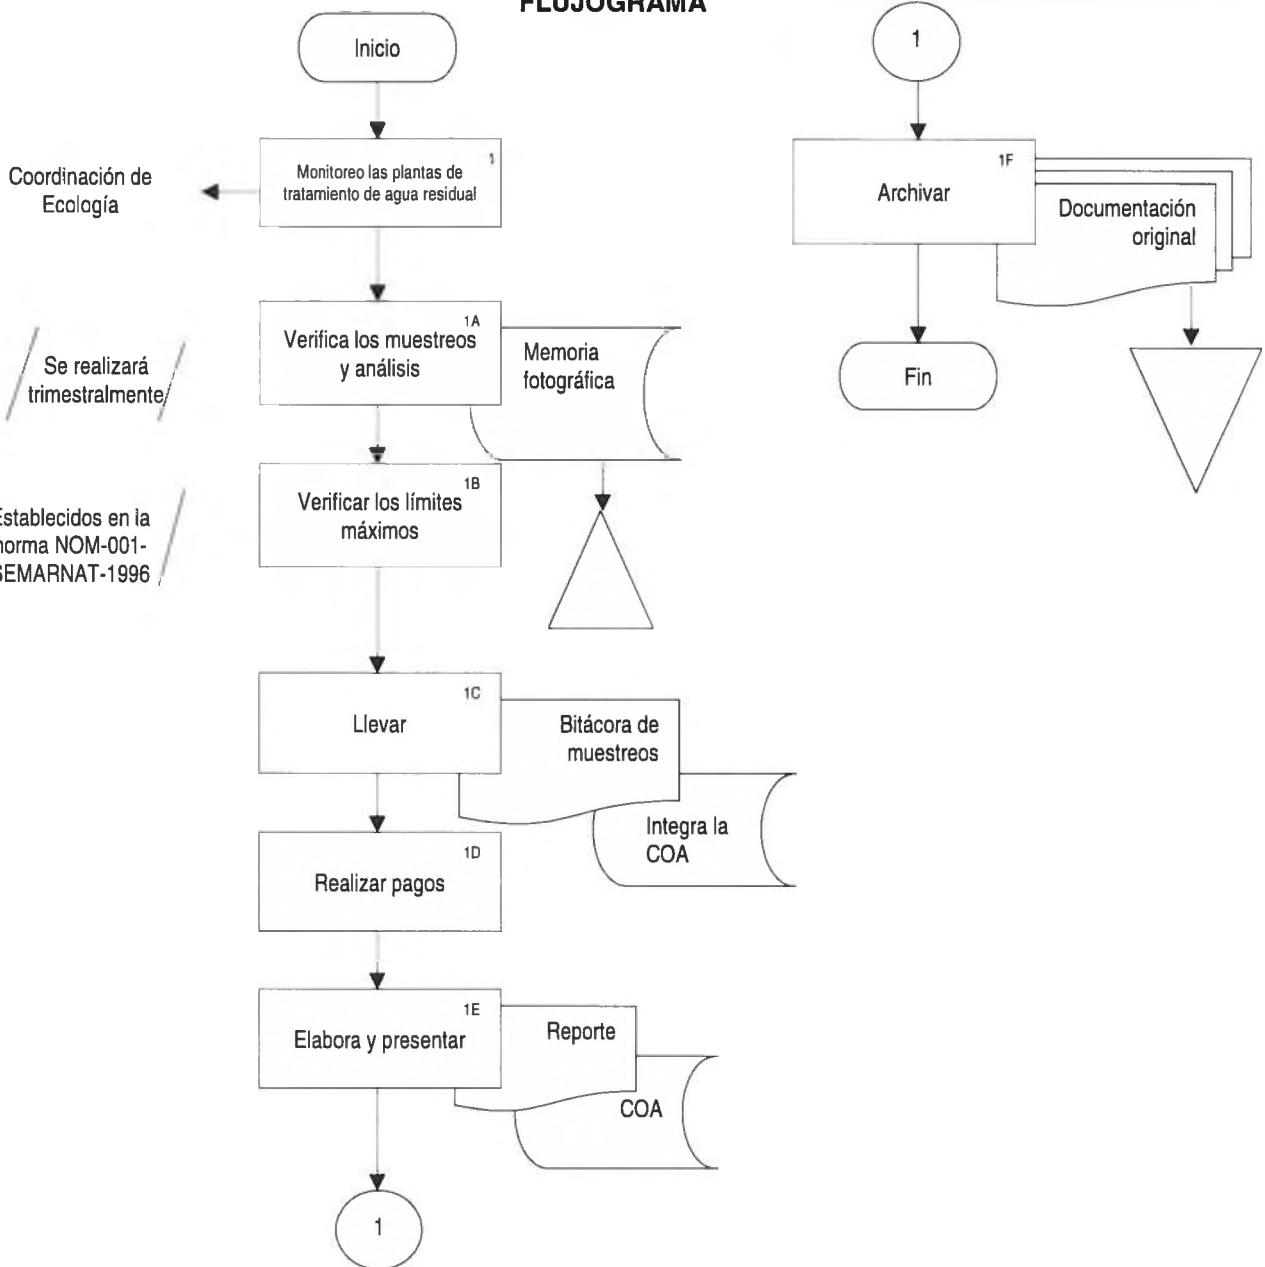 FLUJOGRAMA
Inicio
1
Monitoreo las plantas de
tratamiento de agua residual
Coordinación de
Ecología
1A
Verifica los muestreos
y análisis
Memoria
fotográfica
Se realizará
trimestralmente
1B
Verificar los límites
máximos
Establecidos en la
norma NOM-001-
SEMARNAT-1996
1C
Llevar
Bitácora de
muestreos
Integra la
COA
1D
Realizar pagos
1E
Elabora y presentar
Reporte
COA
1
1
1F
Archivar
Documentación
original
Fin